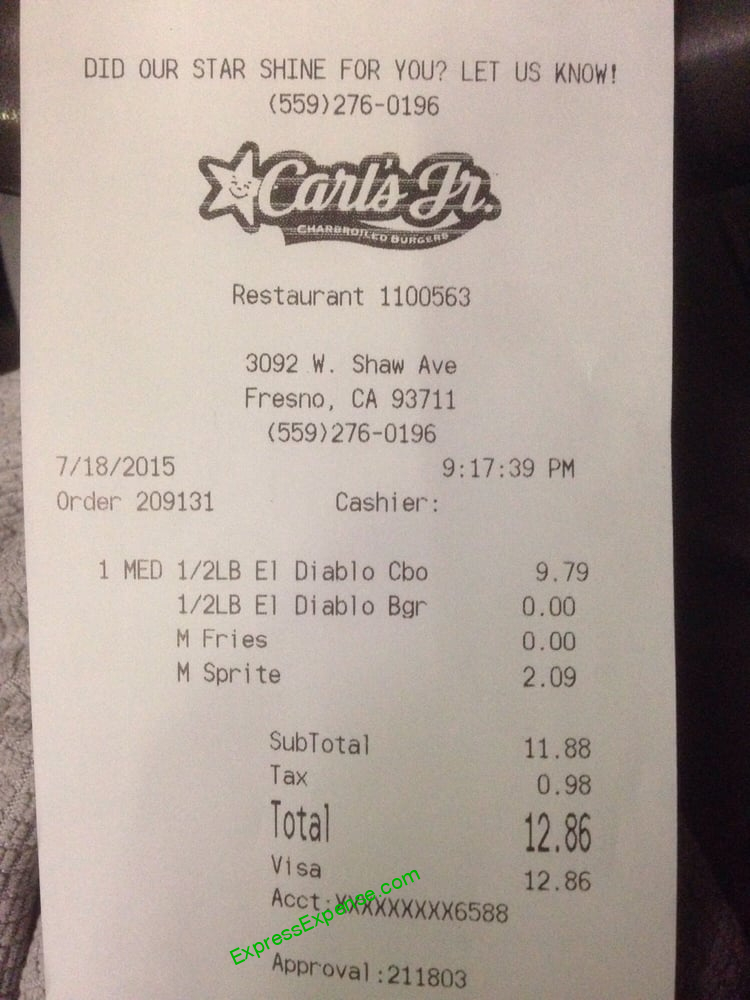 DID OUR STAR SHINE FOR YOU? LET US KNOW!
(559)276-0196
Carl's Jr.
CHARBROILED BURGERS
Restaurant 1100563
3092 W. Shaw Ave
Fresno, CA 93711
(559)276-0196
7/18/2015 9:17:39 PM
Order 209131 Cashier:
1 MED 1/2LB El Diablo Cbo 9.79
1/2LB El Diablo Bgr 0.00
M Fries 0.00
M Sprite 2.09
SubTotal 11.88
Tax 0.98
Total 12.86
Visa 12.86
Acct:XXXXXXXXX6588
ExpressExpense.com
Approval:211803